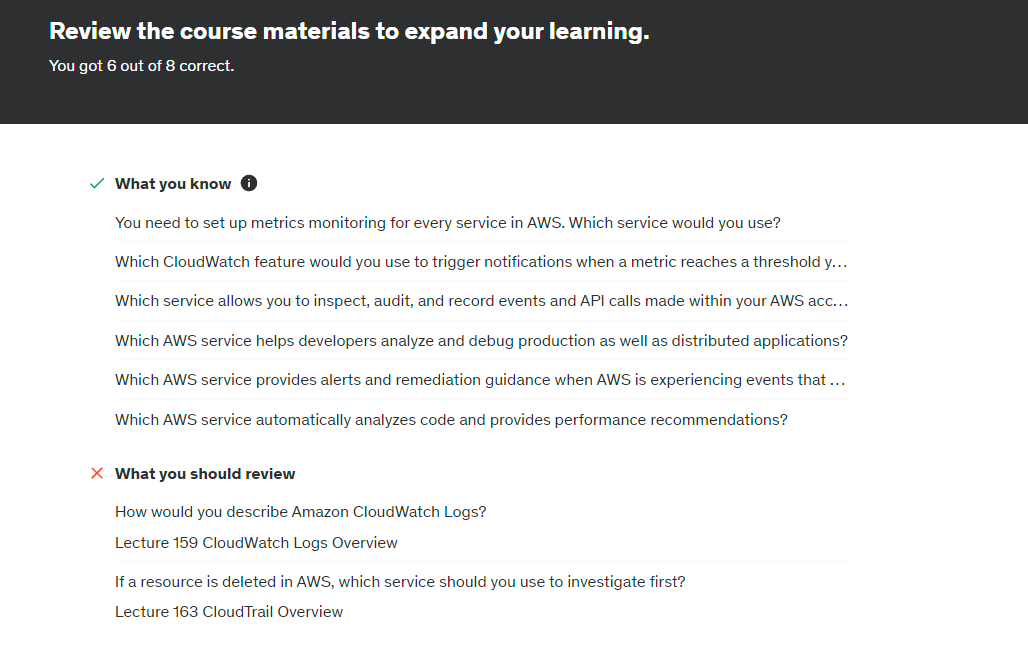 Review the course materials to expand your learning.
You got 6 out of 8 correct.
What you know
You need to set up metrics monitoring for every service in AWS. Which service would you use?
Which CloudWatch feature would you use to trigger notifications when a metric reaches a threshold y...
Which service allows you to inspect, audit, and record events and API calls made within your AWS acc...
Which AWS service helps developers analyze and debug production as well as distributed applications?
Which AWS service provides alerts and remediation guidance when AWS is experiencing events that ...
Which AWS service automatically analyzes code and provides performance recommendations?
What you should review
How would you describe Amazon CloudWatch Logs?
Lecture 159 CloudWatch Logs Overview
If a resource is deleted in AWS, which service should you use to investigate first?
Lecture 163 CloudTrail Overview